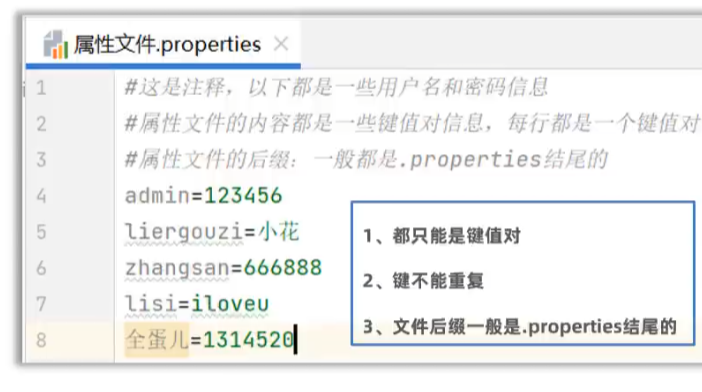 属性文件.properties
1 #这是注释，以下都是一些用户名和密码信息
2 #属性文件的内容都是一些键值对信息，每行都是一个键值对
3 #属性文件的后缀：一般都是.properties结尾的
4 admin=123456
5 liergouzi=小花
6 zhangsan=666888
7 lisi=iloveu
8 全蛋儿=1314520
1、都只能是键值对
2、键不能重复
3、文件后缀一般是.properties结尾的